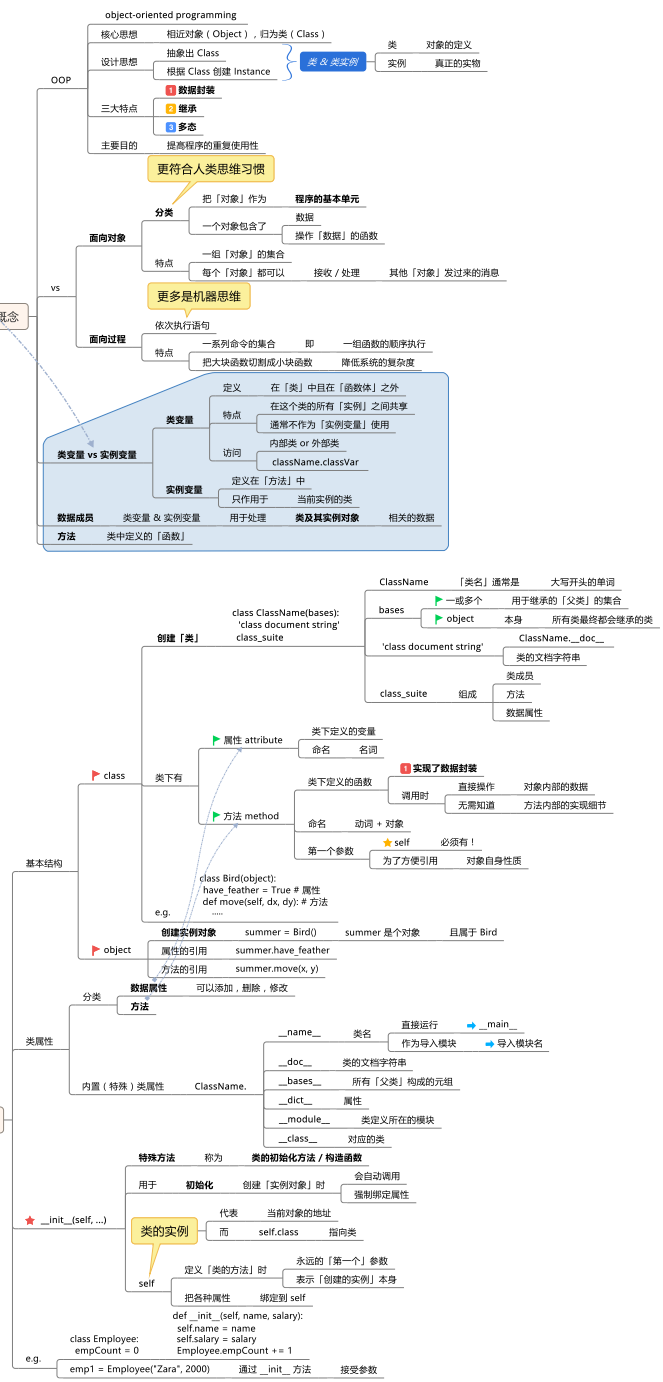 object-oriented programming
核心思想 相近对象（Object），归为类（Class）
设计思想
抽象出 Class
根据 Class 创建 Instance
类 & 类实例
类 对象的定义
实例 真正的实物
OOP
三大特点
1 数据封装
2 继承
3 多态
主要目的 提高程序的重复使用性
更符合人类思维习惯
面向对象
分类
把「对象」作为 程序的基本单元
一个对象包含了
数据
操作「数据」的函数
特点
一组「对象」的集合
每个「对象」都可以 接收 / 处理 其他「对象」发过来的消息
vs
概念
更多是机器思维
面向过程
依次执行语句
特点
一系列命令的集合 即 一组函数的顺序执行
把大块函数切割成小块函数 降低系统的复杂度
类变量 vs 实例变量
类变量
定义 在「类」中且在「函数体」之外
特点
在这个类的所有「实例」之间共享
通常不作为「实例变量」使用
访问
内部类 or 外部类
className.classVar
实例变量
定义在「方法」中
只作用于 当前实例的类
数据成员 类变量 & 实例变量 用于处理 类及其实例对象 相关的数据
方法 类中定义的「函数」
基本结构
class
创建「类」
class ClassName(bases):
'class document string'
class_suite
ClassName 「类名」通常是 大写开头的单词
bases
一或多个 用于继承的「父类」的集合
object 本身 所有类最终都会继承的类
'class document string'
ClassName.__doc__
类的文档字符串
class_suite 组成
类成员
方法
数据属性
类下有
属性 attribute
类下定义的变量
命名 名词
方法 method
类下定义的函数
1 实现了数据封装
调用时
直接操作 对象内部的数据
无需知道 方法内部的实现细节
命名 动词 + 对象
第一个参数
self 必须有！
为了方便引用 对象自身性质
e.g.
class Bird(object):
have_feather = True # 属性
def move(self, dx, dy): # 方法
.....
object
创建实例对象 summer = Bird() summer 是个对象 且属于 Bird
属性的引用 summer.have_feather
方法的引用 summer.move(x, y)
类属性
分类
数据属性 可以添加，删除，修改
方法
内置（特殊）类属性 ClassName.
__name__ 类名
直接运行 __main__
作为导入模块 导入模块名
__doc__ 类的文档字符串
__bases__ 所有「父类」构成的元组
__dict__ 属性
__module__ 类定义所在的模块
__class__ 对应的类
__init__(self, ...)
特殊方法 称为 类的初始化方法 / 构造函数
用于 初始化 创建「实例对象」时
会自动调用
强制绑定属性
类的实例
代表 当前对象的地址
而 self.class 指向类
self
定义「类的方法」时
永远的「第一个」参数
表示「创建的实例」本身
把各种属性 绑定到 self
e.g.
class Employee:
empCount = 0
def __init__(self, name, salary):
self.name = name
self.salary = salary
Employee.empCount += 1
emp1 = Employee("Zara", 2000) 通过 __init__ 方法 接受参数